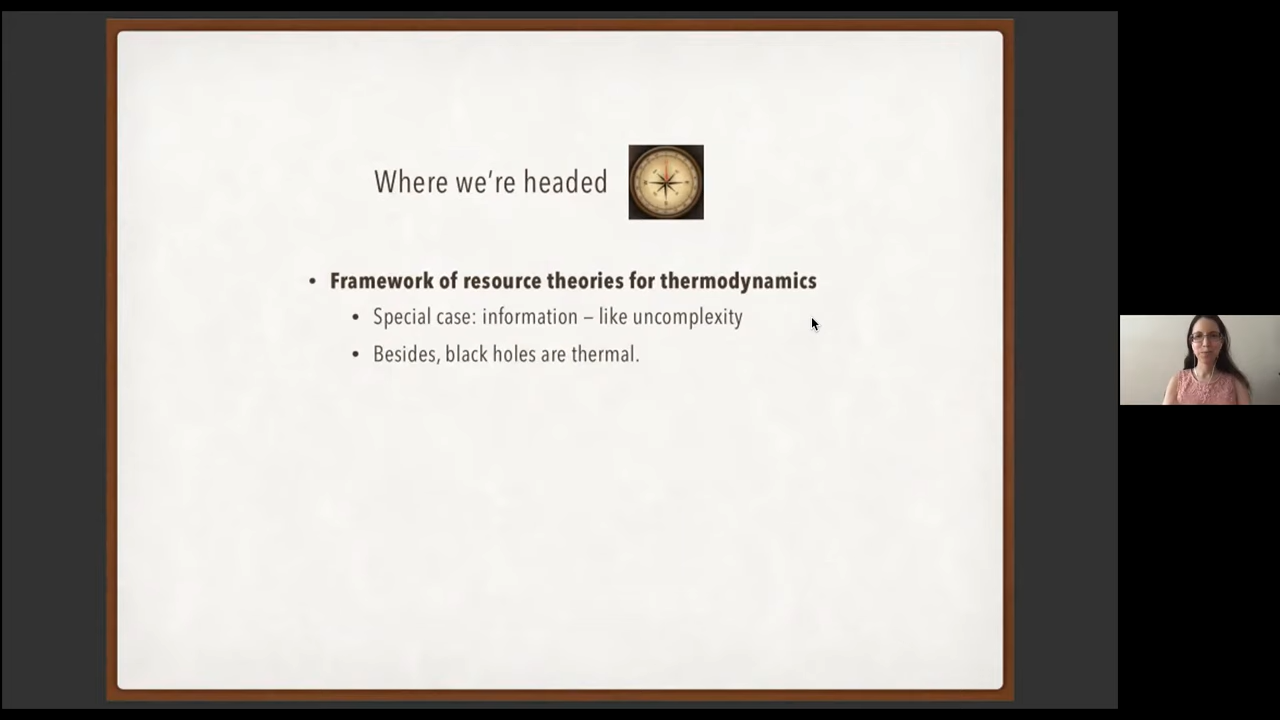 Where we’re headed
• Framework of resource theories for thermodynamics
• Special case: information – like uncomplexity
• Besides, black holes are thermal.